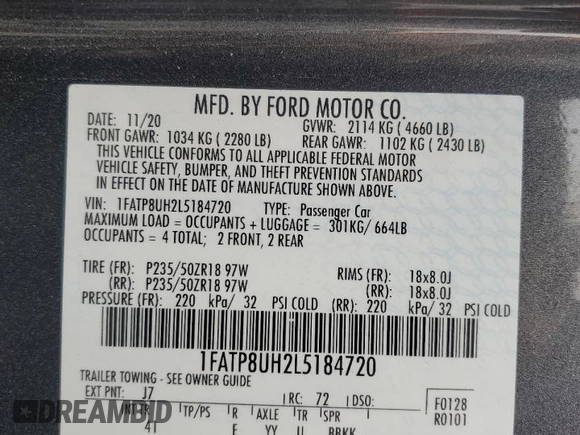 MFD. BY FORD MOTOR CO.
DATE: 11/20 GVWR: 2114 KG ( 4660 LB)
FRONT GAWR: 1034 KG ( 2280 LB) REAR GAWR: 1102 KG ( 2430 LB)
THIS VEHICLE CONFORMS TO ALL APPLICABLE FEDERAL MOTOR
VEHICLE SAFETY, BUMPER, AND THEFT PREVENTION STANDARDS
IN EFFECT ON THE DATE OF MANUFACTURE SHOWN ABOVE.
VIN: 1FATP8UH2L5184720 TYPE: Passenger Car
MAXIMUM LOAD = OCCUPANTS + LUGGAGE = 301KG/ 664LB
OCCUPANTS = 4 TOTAL; 2 FRONT, 2 REAR
TIRE (FR): P235/50ZR18 97W RIMS (FR): 18x8.0J
(RR): P235/50ZR18 97W (RR): 18x8.0J
PRESSURE (FR): 220 kPa/ 32 PSI COLD (RR): 220 kPa/ 32 PSI COLD
1FATP8UH2L5184720
TRAILER TOWING - SEE OWNER GUIDE
EXT PNT: J7 RC: 72 DSO: F0128
INT TR TP/PS R AXLE TR SPR R0101
4I F YY U BBKK
DREAMBID